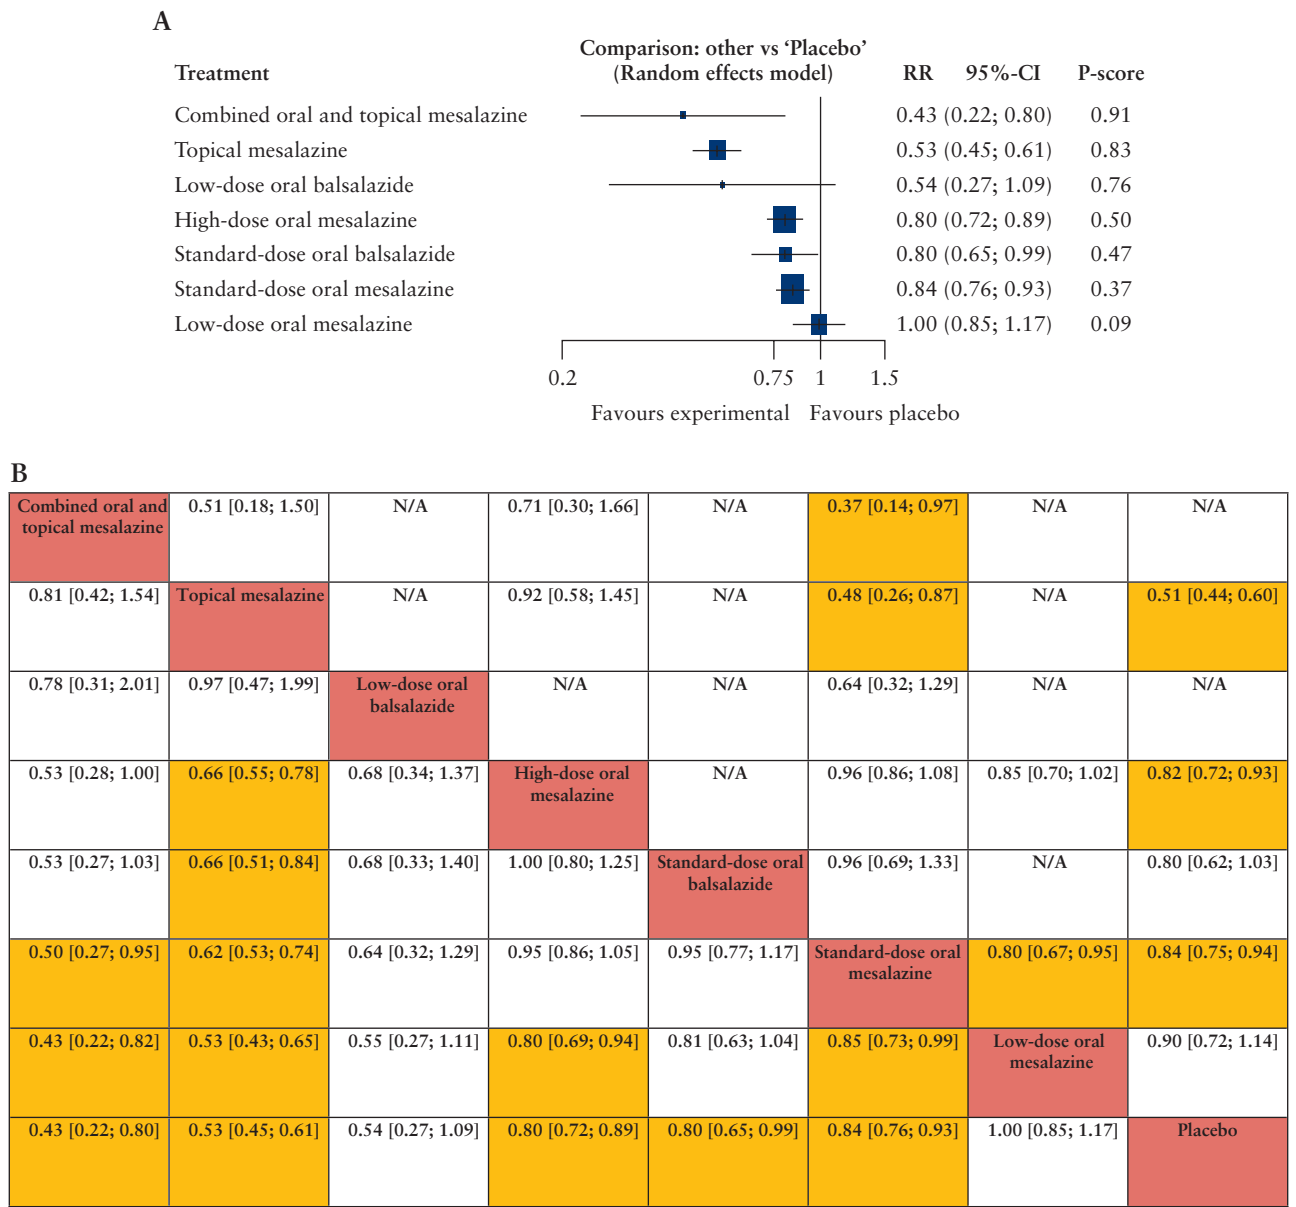 A
Comparison: other vs ‘Placebo’
Treatment (Random effects model) RR 95%-CI P-score
Combined oral and topical mesalazine 0.43 (0.22; 0.80) 0.91
Topical mesalazine 0.53 (0.45; 0.61) 0.83
Low-dose oral balsalazide 0.54 (0.27; 1.09) 0.76
High-dose oral mesalazine 0.80 (0.72; 0.89) 0.50
Standard-dose oral balsalazide 0.80 (0.65; 0.99) 0.47
Standard-dose oral mesalazine 0.84 (0.76; 0.93) 0.37
Low-dose oral mesalazine 1.00 (0.85; 1.17) 0.09
0.2 0.75 1 1.5
Favours experimental Favours placebo
B
Combined oral and 0.51 [0.18; 1.50] N/A 0.71 [0.30; 1.66] N/A 0.37 [0.14; 0.97] N/A N/A
topical mesalazine
0.81 [0.42; 1.54] Topical mesalazine N/A 0.92 [0.58; 1.45] N/A 0.48 [0.26; 0.87] N/A 0.51 [0.44; 0.60]
0.78 [0.31; 2.01] 0.97 [0.47; 1.99] Low-dose oral N/A N/A 0.64 [0.32; 1.29] N/A N/A
balsalazide
0.53 [0.28; 1.00] 0.66 [0.55; 0.78] 0.68 [0.34; 1.37] High-dose oral N/A 0.96 [0.86; 1.08] 0.85 [0.70; 1.02] 0.82 [0.72; 0.93]
mesalazine
0.53 [0.27; 1.03] 0.66 [0.51; 0.84] 0.68 [0.33; 1.40] 1.00 [0.80; 1.25] Standard-dose oral 0.96 [0.69; 1.33] N/A 0.80 [0.62; 1.03]
balsalazide
0.50 [0.27; 0.95] 0.62 [0.53; 0.74] 0.64 [0.32; 1.29] 0.95 [0.86; 1.05] 0.95 [0.77; 1.17] Standard-dose oral 0.80 [0.67; 0.95] 0.84 [0.75; 0.94]
mesalazine
0.43 [0.22; 0.82] 0.53 [0.43; 0.65] 0.55 [0.27; 1.11] 0.80 [0.69; 0.94] 0.81 [0.63; 1.04] 0.85 [0.73; 0.99] Low-dose oral 0.90 [0.72; 1.14]
mesalazine
0.43 [0.22; 0.80] 0.53 [0.45; 0.61] 0.54 [0.27; 1.09] 0.80 [0.72; 0.89] 0.80 [0.65; 0.99] 0.84 [0.76; 0.93] 1.00 [0.85; 1.17] Placebo